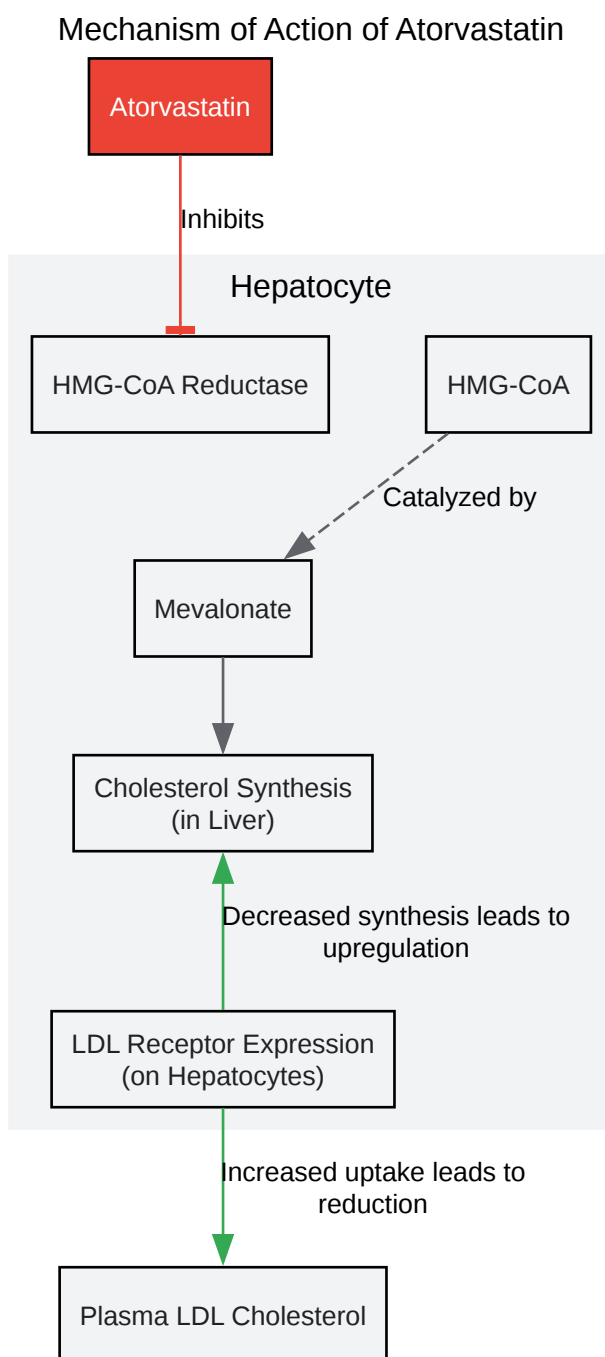 Mechanism of Action of Atorvastatin
Atorvastatin
Inhibits
Hepatocyte
HMG-CoA Reductase
HMG-CoA
Catalyzed by
Mevalonate
Cholesterol Synthesis
(in Liver)
Decreased synthesis leads to
upregulation
LDL Receptor Expression
(on Hepatocytes)
Increased uptake leads to
reduction
Plasma LDL Cholesterol